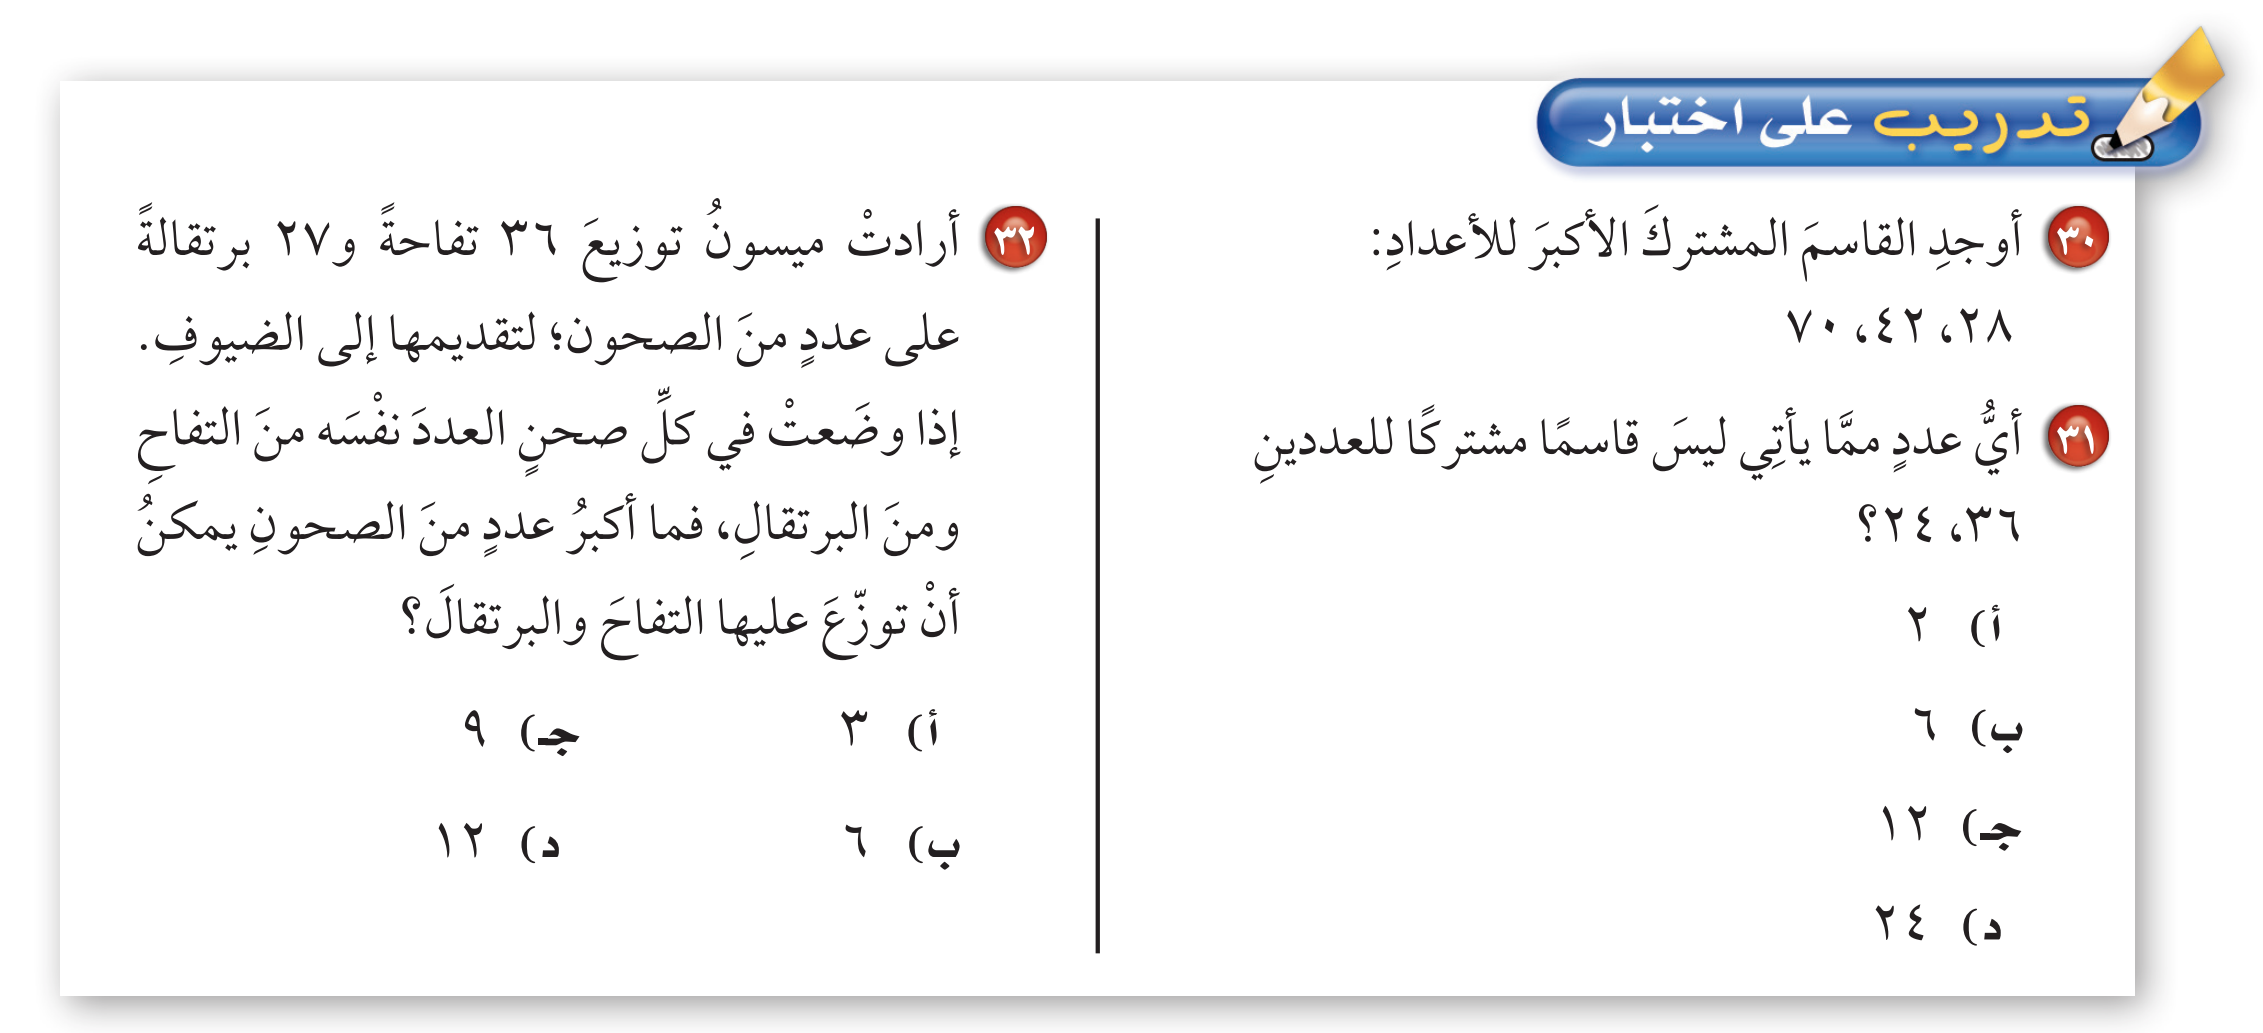 تدريب على اختبار
٣٠ أوجدِ القاسمَ المشتركَ الأكبرَ للأعدادِ:
٢٨، ٤٢، ٧٠
٣١ أيُّ عددٍ ممَّا يأتِي ليسَ قاسمًا مشتركًا للعددينِ
٣٦، ٢٤؟
أ) ٢
ب) ٦
جـ) ١٢
د) ٢٤
٣٢ أرادتْ ميسونُ توزيعَ ٣٦ تفاحةً و٢٧ برتقالةً
على عددٍ منَ الصحون؛ لتقديمها إلى الضيوفِ.
إذا وضَعتْ في كلِّ صحنٍ العددَ نفْسَه منَ التفاحِ
ومنَ البرتقالِ، فما أكبرُ عددٍ منَ الصحونِ يمكنُ
أنْ توزّعَ عليها التفاحَ والبرتقالَ؟
أ) ٣ جـ) ٩
ب) ٦ د) ١٢